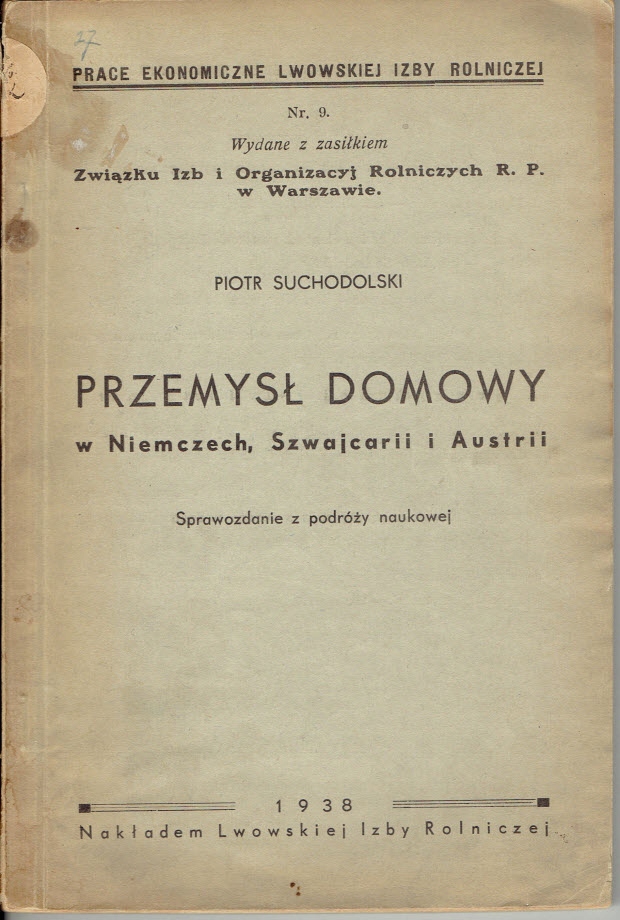 27
PRACE EKONOMICZNE LWOWSKIEJ IZBY ROLNICZEJ
Nr. 9.
Wydane z zasiłkiem
Związku Izb i Organizacyj Rolniczych R. P.
w Warszawie.
PIOTR SUCHODOLSKI
PRZEMYSŁ DOMOWY
w Niemczech, Szwajcarii i Austrii
Sprawozdanie z podróży naukowej
1938
Nakładem Lwowskiej Izby Rolniczej